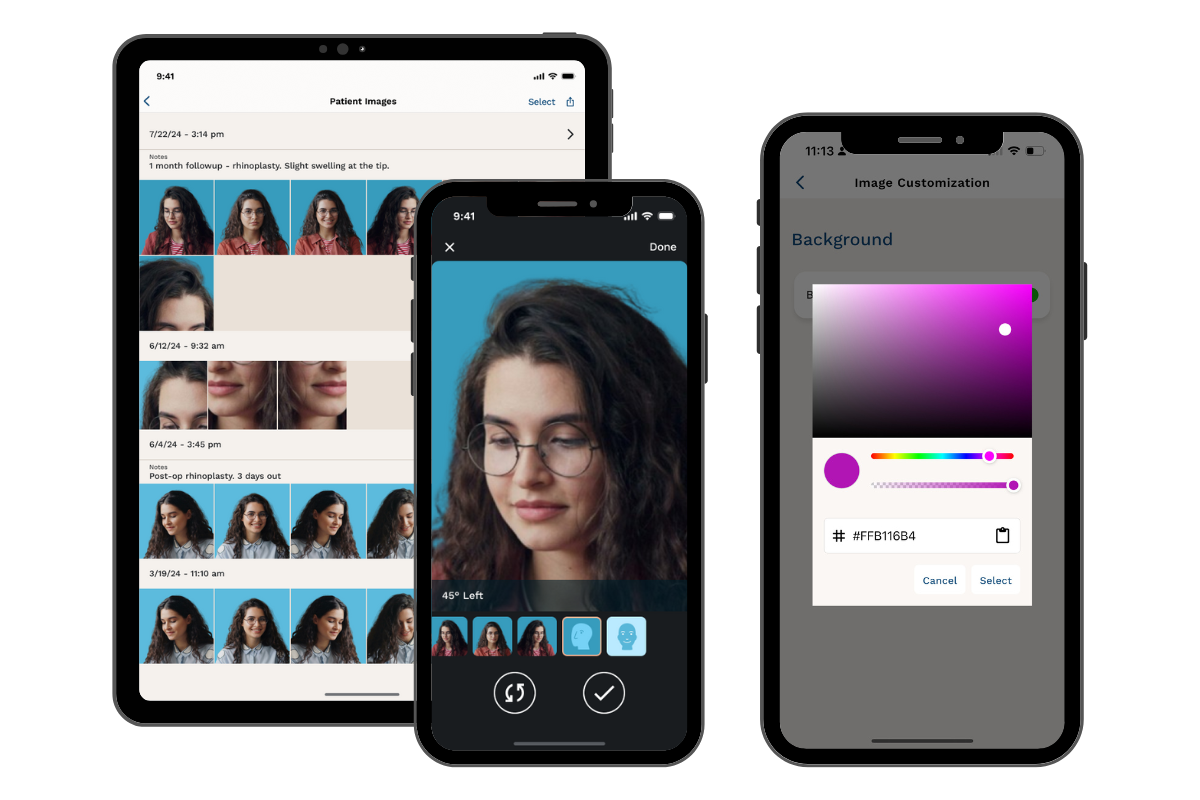 9:41
Patient Images
Select
7/22/24 - 3:14 pm
Notes
1 month followup - rhinoplasty. Slight swelling at the tip.
6/12/24 - 9:32 am
6/4/24 - 3:45 pm
Notes
Post-op rhinoplasty. 3 days out
3/19/24 - 11:10 am
9:41
Done
45° Left
11:13
Image Customization
Background
B
# #FFB116B4
Cancel
Select